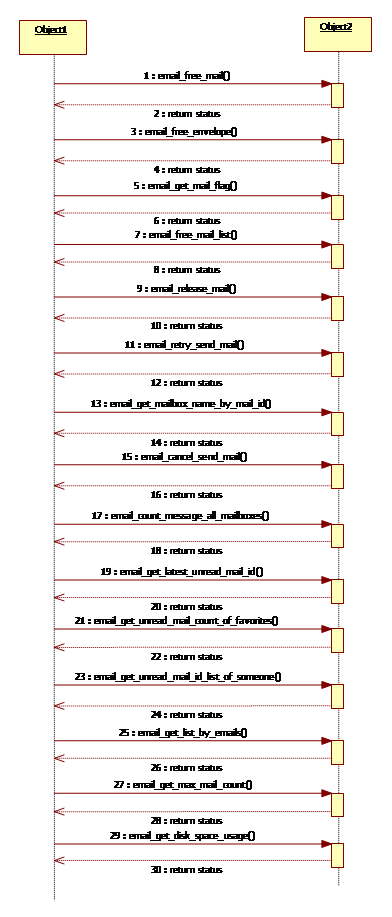 Object1
Object2
1 : email_free_mail()
2 : return status
3 : email_free_envelope()
4 : return status
5 : email_get_mail_flag()
6 : return status
7 : email_free_mail_list()
8 : return status
9 : email_release_mail()
10 : return status
11 : email_retry_send_mail()
12 : return status
13 : email_get_mailbox_name_by_mail_id()
14 : return status
15 : email_cancel_send_mail()
16 : return status
17 : email_count_message_all_mailboxes()
18 : return status
19 : email_get_latest_unread_mail_id()
20 : return status
21 : email_get_unread_mail_count_of_favorites()
22 : return status
23 : email_get_unread_mail_id_list_of_someone()
24 : return status
25 : email_get_list_by_emails()
26 : return status
27 : email_get_max_mail_count()
28 : return status
29 : email_get_disk_space_usage()
30 : return status